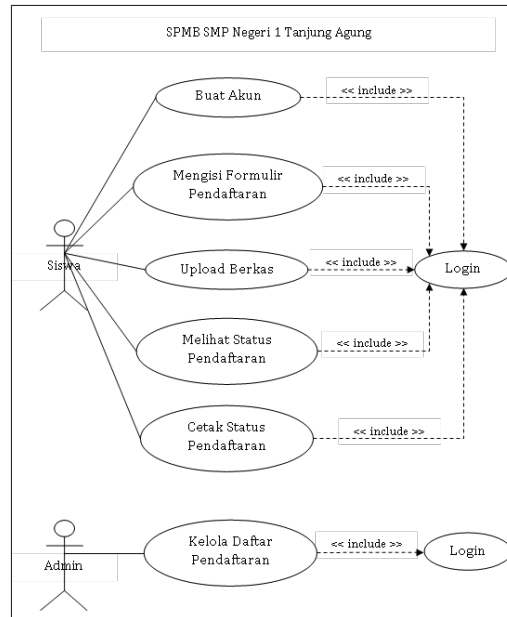 SPMB SMP Negeri 1 Tanjung Agung
Buat Akun
<< include >>
Mengisi Formulir
Pendaftaran
<< include >>
Siswa
Upload Berkas
<< include >>
Login
Melihat Status
Pendaftaran
<< include >>
Cetak Status
Pendaftaran
<< include >>
Admin
Kelola Daftar
Pendaftaran
<< include >>
Login